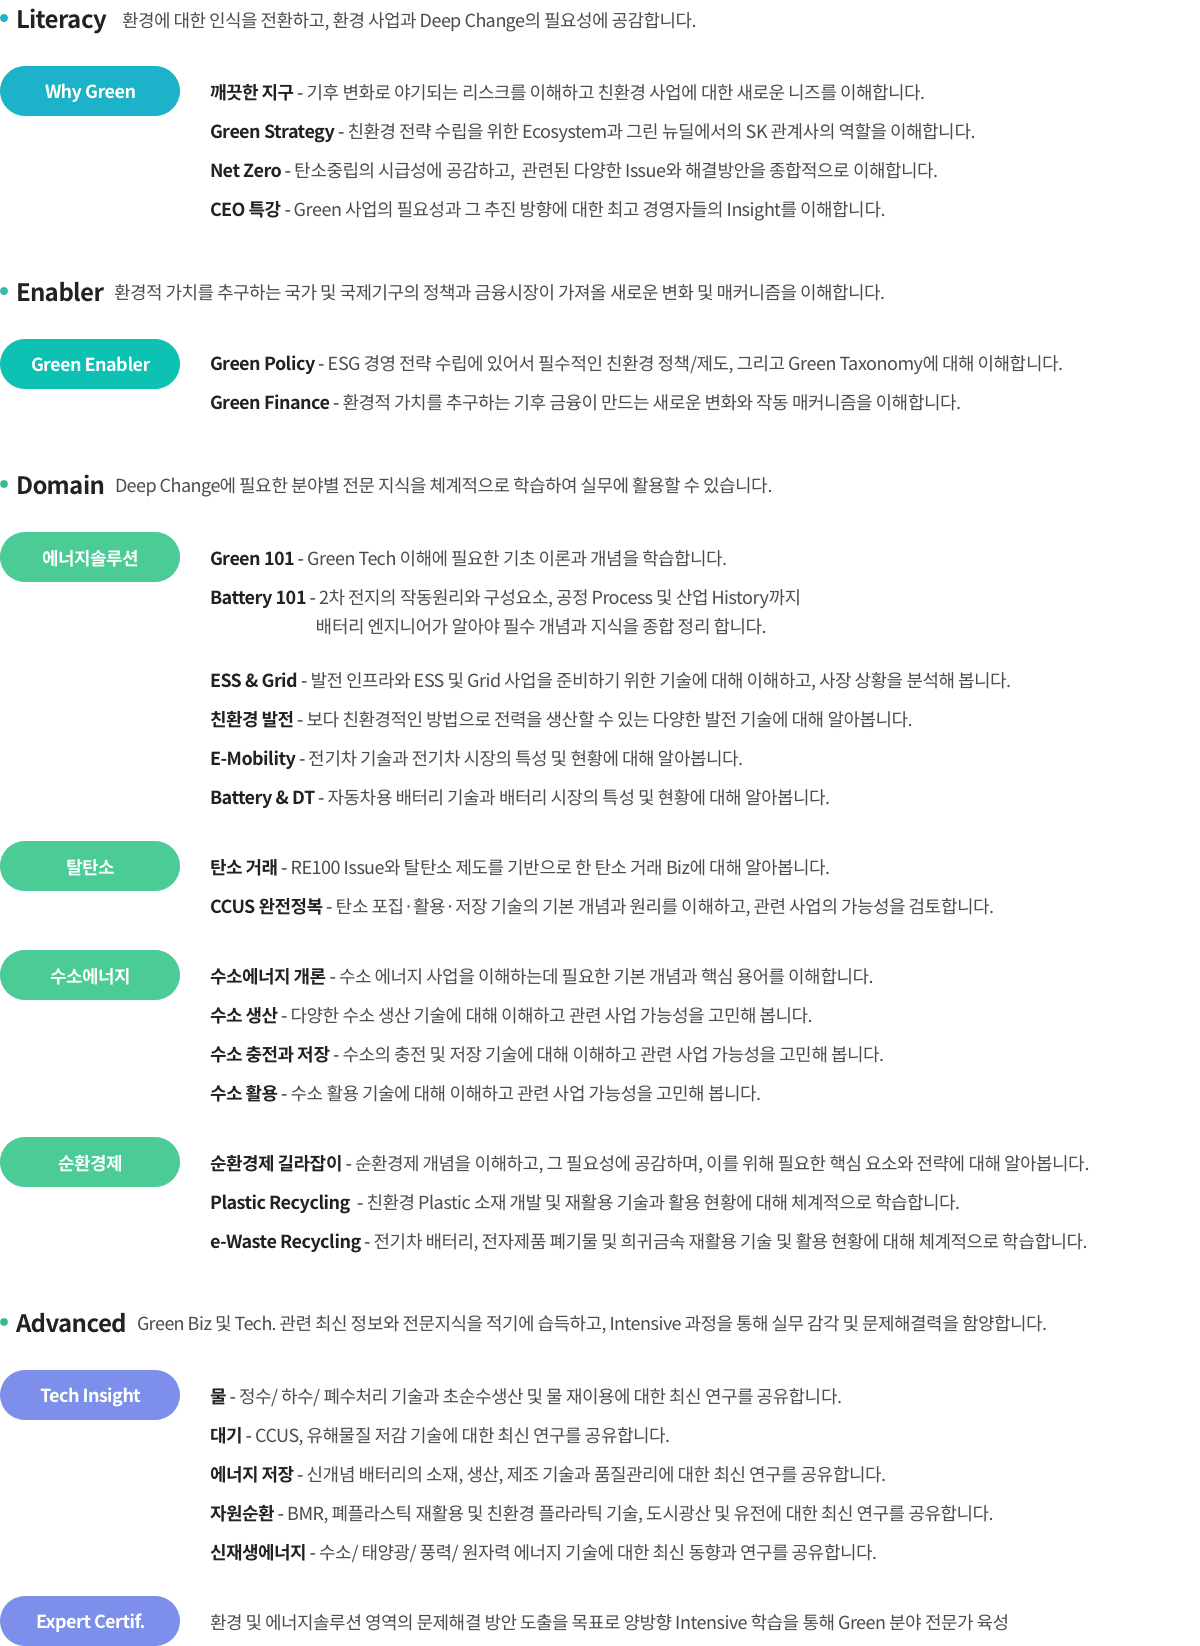 Literacy 환경에 대한 인식을 전환하고, 환경 사업과 Deep Change의 필요성에 공감합니다.
Why Green
깨끗한 지구 - 기후 변화로 야기되는 리스크를 이해하고 친환경 사업에 대한 새로운 니즈를 이해합니다.
Green Strategy - 친환경 전략 수립을 위한 Ecosystem과 그린 뉴딜에서의 SK 관계사의 역할을 이해합니다.
Net Zero - 탄소중립의 시급성에 공감하고, 관련된 다양한 Issue와 해결방안을 종합적으로 이해합니다.
CEO 특강 - Green 사업의 필요성과 그 추진 방향에 대한 최고 경영자들의 Insight를 이해합니다.
Enabler 환경적 가치를 추구하는 국가 및 국제기구의 정책과 금융시장이 가져올 새로운 변화 및 매커니즘을 이해합니다.
Green Enabler
Green Policy - ESG 경영 전략 수립에 있어서 필수적인 친환경 정책/제도, 그리고 Green Taxonomy에 대해 이해합니다.
Green Finance - 환경적 가치를 추구하는 기후 금융이 만드는 새로운 변화와 작동 매커니즘을 이해합니다.
Domain Deep Change에 필요한 분야별 전문 지식을 체계적으로 학습하여 실무에 활용할 수 있습니다.
에너지솔루션
Green 101 - Green Tech 이해에 필요한 기초 이론과 개념을 학습합니다.
Battery 101 - 2차 전지의 작동원리와 구성요소, 공정 Process 및 산업 History까지
배터리 엔지니어가 알아야 필수 개념과 지식을 종합 정리 합니다.
ESS & Grid - 발전 인프라와 ESS 및 Grid 사업을 준비하기 위한 기술에 대해 이해하고, 사장 상황을 분석해 봅니다.
친환경 발전 - 보다 친환경적인 방법으로 전력을 생산할 수 있는 다양한 발전 기술에 대해 알아봅니다.
E-Mobility - 전기차 기술과 전기차 시장의 특성 및 현황에 대해 알아봅니다.
Battery & DT - 자동차용 배터리 기술과 배터리 시장의 특성 및 현황에 대해 알아봅니다.
탈탄소
탄소 거래 - RE100 Issue와 탈탄소 제도를 기반으로 한 탄소 거래 Biz에 대해 알아봅니다.
CCUS 완전정복 - 탄소 포집·활용·저장 기술의 기본 개념과 원리를 이해하고, 관련 사업의 가능성을 검토합니다.
수소에너지
수소에너지 개론 - 수소 에너지 사업을 이해하는데 필요한 기본 개념과 핵심 용어를 이해합니다.
수소 생산 - 다양한 수소 생산 기술에 대해 이해하고 관련 사업 가능성을 고민해 봅니다.
수소 충전과 저장 - 수소의 충전 및 저장 기술에 대해 이해하고 관련 사업 가능성을 고민해 봅니다.
수소 활용 - 수소 활용 기술에 대해 이해하고 관련 사업 가능성을 고민해 봅니다.
순환경제
순환경제 길라잡이 - 순환경제 개념을 이해하고, 그 필요성에 공감하며, 이를 위해 필요한 핵심 요소와 전략에 대해 알아봅니다.
Plastic Recycling - 친환경 Plastic 소재 개발 및 재활용 기술과 활용 현황에 대해 체계적으로 학습합니다.
e-Waste Recycling - 전기차 배터리, 전자제품 폐기물 및 희귀금속 재활용 기술 및 활용 현황에 대해 체계적으로 학습합니다.
Advanced Green Biz 및 Tech. 관련 최신 정보와 전문지식을 적기에 습득하고, Intensive 과정을 통해 실무 감각 및 문제해결력을 함양합니다.
Tech Insight
물 - 정수/ 하수/ 폐수처리 기술과 초순수생산 및 물 재이용에 대한 최신 연구를 공유합니다.
대기 - CCUS, 유해물질 저감 기술에 대한 최신 연구를 공유합니다.
에너지 저장 - 신개념 배터리의 소재, 생산, 제조 기술과 품질관리에 대한 최신 연구를 공유합니다.
자원순환 - BMR, 폐플라스틱 재활용 및 친환경 플라라틱 기술, 도시광산 및 유전에 대한 최신 연구를 공유합니다.
신재생에너지 - 수소/ 태양광/ 풍력/ 원자력 에너지 기술에 대한 최신 동향과 연구를 공유합니다.
Expert Certif.
환경 및 에너지솔루션 영역의 문제해결 방안 도출을 목표로 양방향 Intensive 학습을 통해 Green 분야 전문가 육성